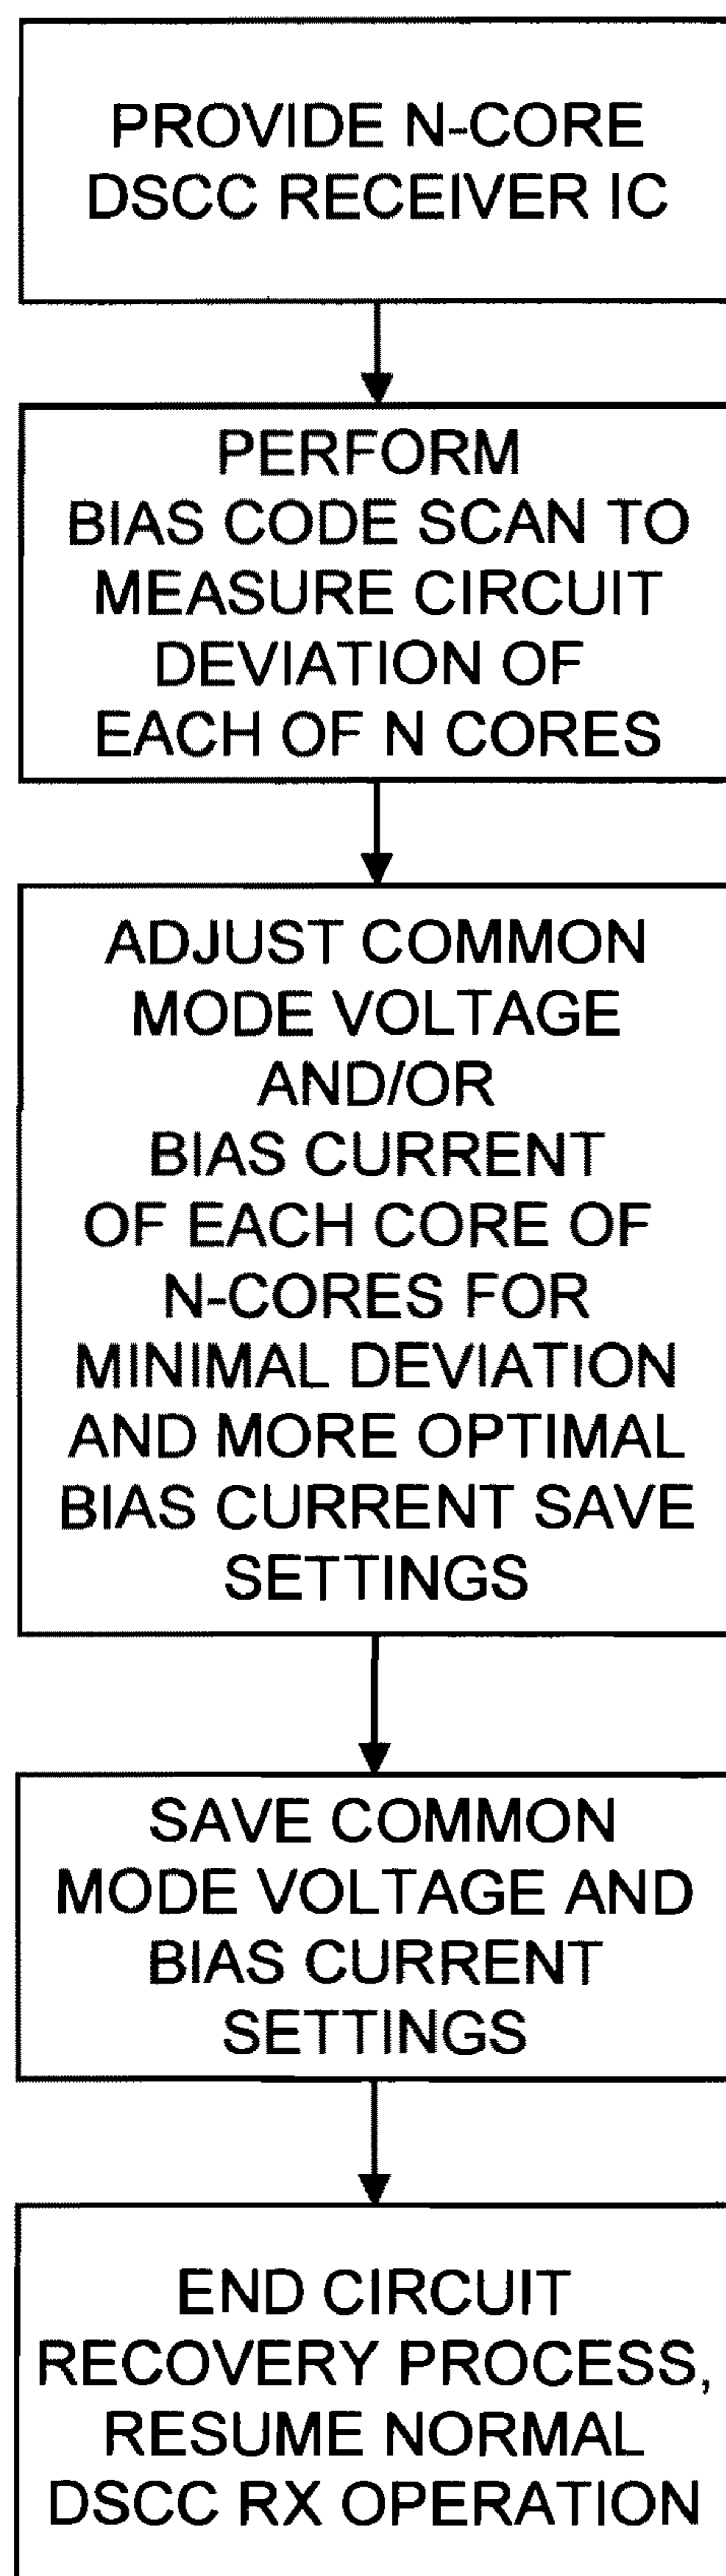 PROVIDE N-CORE
DSCC RECEIVER IC
PERFORM
BIAS CODE SCAN TO
MEASURE CIRCUIT
DEVIATION OF
EACH OF N CORES
ADJUST COMMON
MODE VOLTAGE
AND/OR
BIAS CURRENT
OF EACH CORE OF
N-CORES FOR
MINIMAL DEVIATION
AND MORE OPTIMAL
BIAS CURRENT SAVE
SETTINGS
SAVE COMMON
MODE VOLTAGE AND
BIAS CURRENT
SETTINGS
END CIRCUIT
RECOVERY PROCESS,
RESUME NORMAL
DSCC RX OPERATION